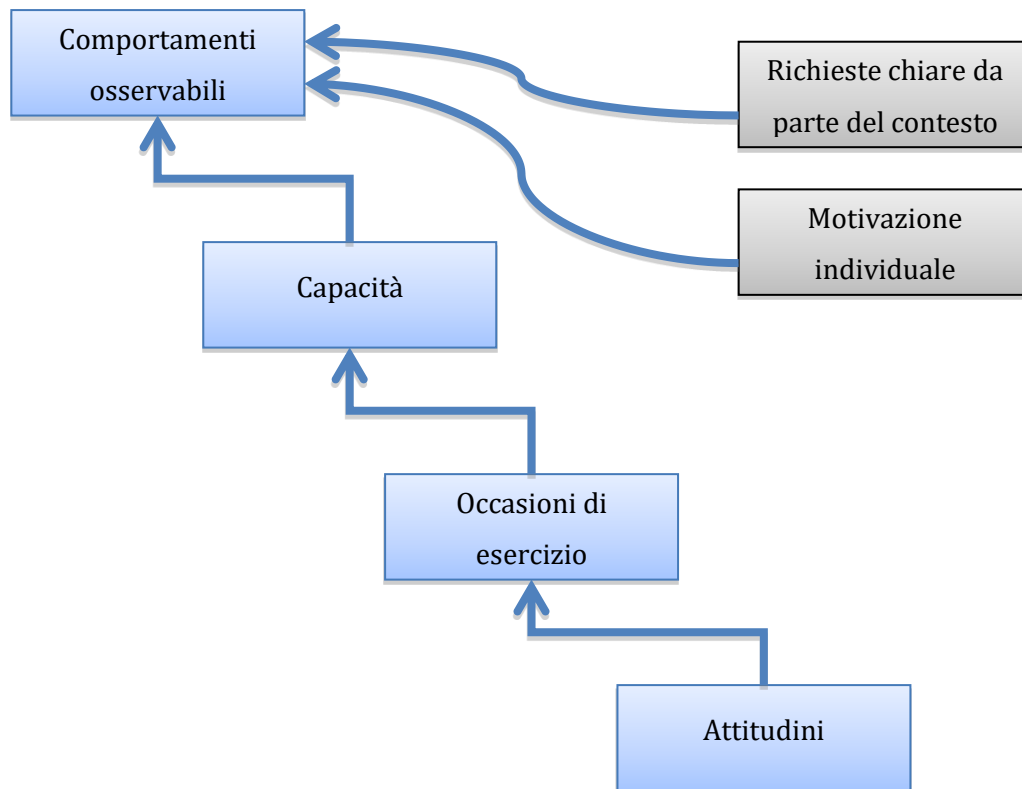 Comportamenti
osservabili
Richieste chiare da
parte del contesto
Motivazione
individuale
Capacità
Occasioni di
esercizio
Attitudini